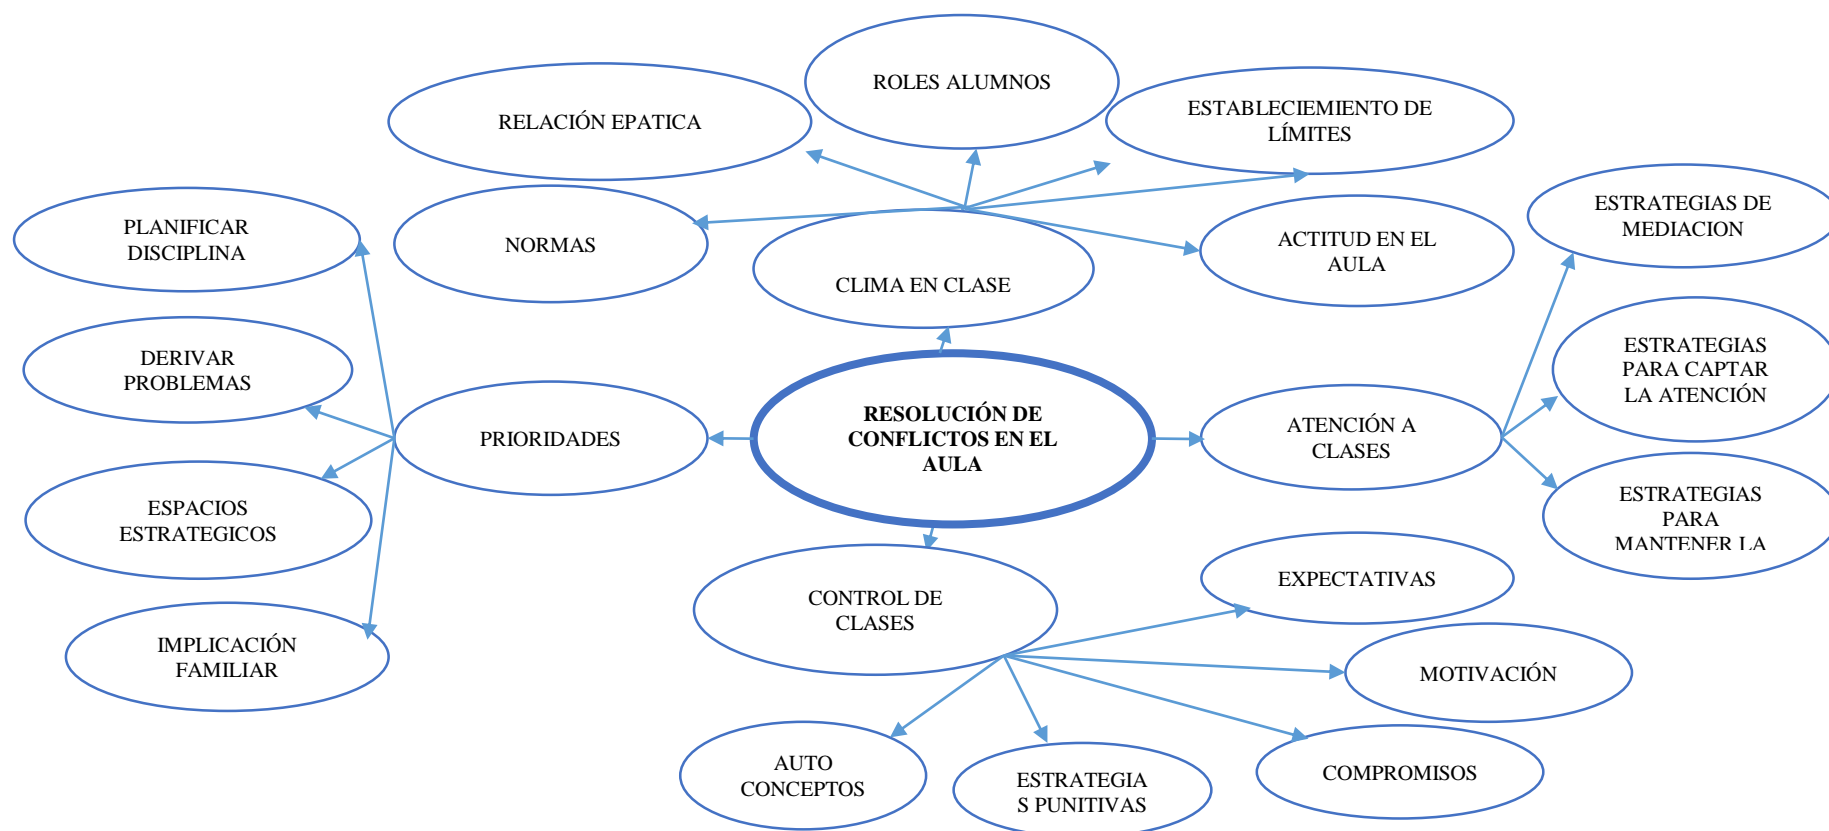 ROLES ALUMNOS
RELACIÓN EPATICA
ESTABLECIEMIENTO DE
LÍMITES
ESTRATEGIAS DE
MEDIACION
PLANIFICAR
DISCIPLINA
NORMAS
ACTITUD EN EL
AULA
CLIMA EN CLASE
DERIVAR
PROBLEMAS
ESTRATEGIAS
PARA CAPTAR
LA ATENCIÓN
PRIORIDADES
RESOLUCIÓN DE
CONFLICTOS EN EL
AULA
ATENCIÓN A
CLASES
ESPACIOS
ESTRATEGICOS
ESTRATEGIAS
PARA
MANTENER LA
EXPECTATIVAS
CONTROL DE
CLASES
IMPLICACIÓN
FAMILIAR
MOTIVACIÓN
AUTO
CONCEPTOS
ESTRATEGIA
S PUNITIVAS
COMPROMISOS